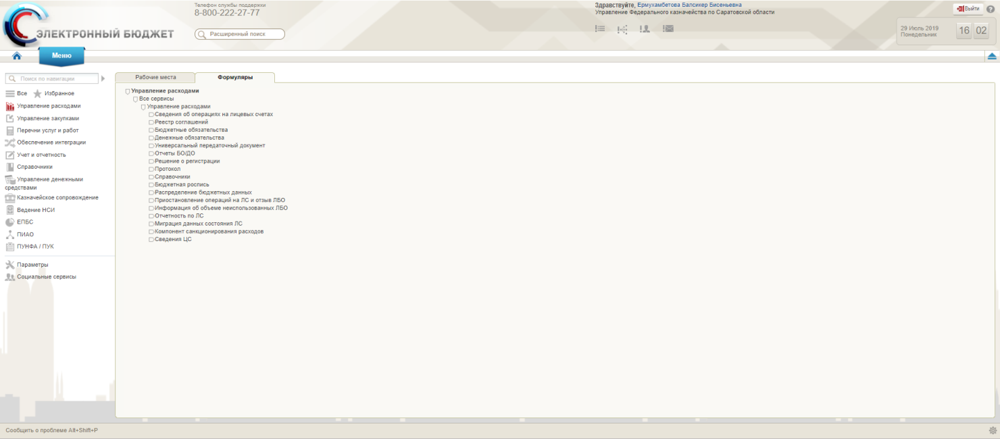 ЭЛЕКТРОННЫЙ БЮДЖЕТ
Телефон службы поддержки
8-800-222-27-77
Расширенный поиск
Здравствуйте, Ермухамбетова Балсикер Бисеньевна
Управление Федерального казначейства по Саратовской области
Выйти
29 Июль 2019
Понедельник
16 02
Меню
Поиск по навигации
Все Избранное
Управление расходами
Управление закупками
Перечни услуг и работ
Обеспечение интеграции
Учет и отчетность
Справочники
Управление денежными
средствами
Казначейское сопровождение
Ведение НСИ
ЕПБС
ПИАО
ПУНФА / ПУК
Параметры
Социальные сервисы
Рабочие места
Формуляры
Управление расходами
Все сервисы
Управление расходами
Сведения об операциях на лицевых счетах
Реестр соглашений
Бюджетные обязательства
Денежные обязательства
Универсальный передаточный документ
Отчеты БО/ДО
Решение о регистрации
Протокол
Справочники
Бюджетная роспись
Распределение бюджетных данных
Приостановление операций на ЛС и отзыв ЛБО
Информация об объеме неиспользованных ЛБО
Отчетность по ЛС
Миграция данных состояния ЛС
Компонент санкционирования расходов
Сведения ЦС
Сообщить о проблеме Alt+Shift+P